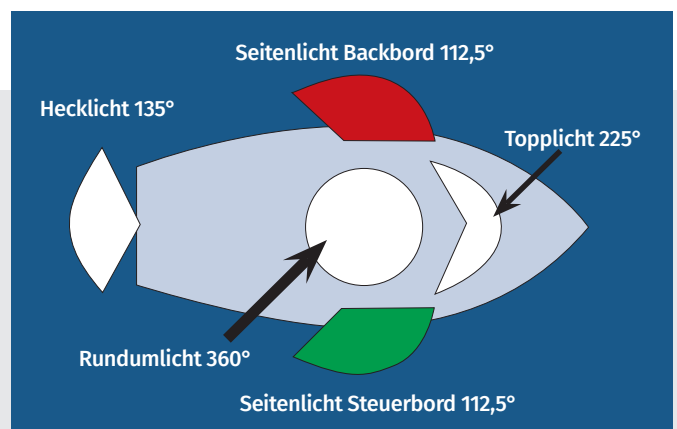 Seitenlicht Backbord 112,5°
Hecklicht 135°
Topplicht 225°
Rundumlicht 360°
Seitenlicht Steuerbord 112,5°